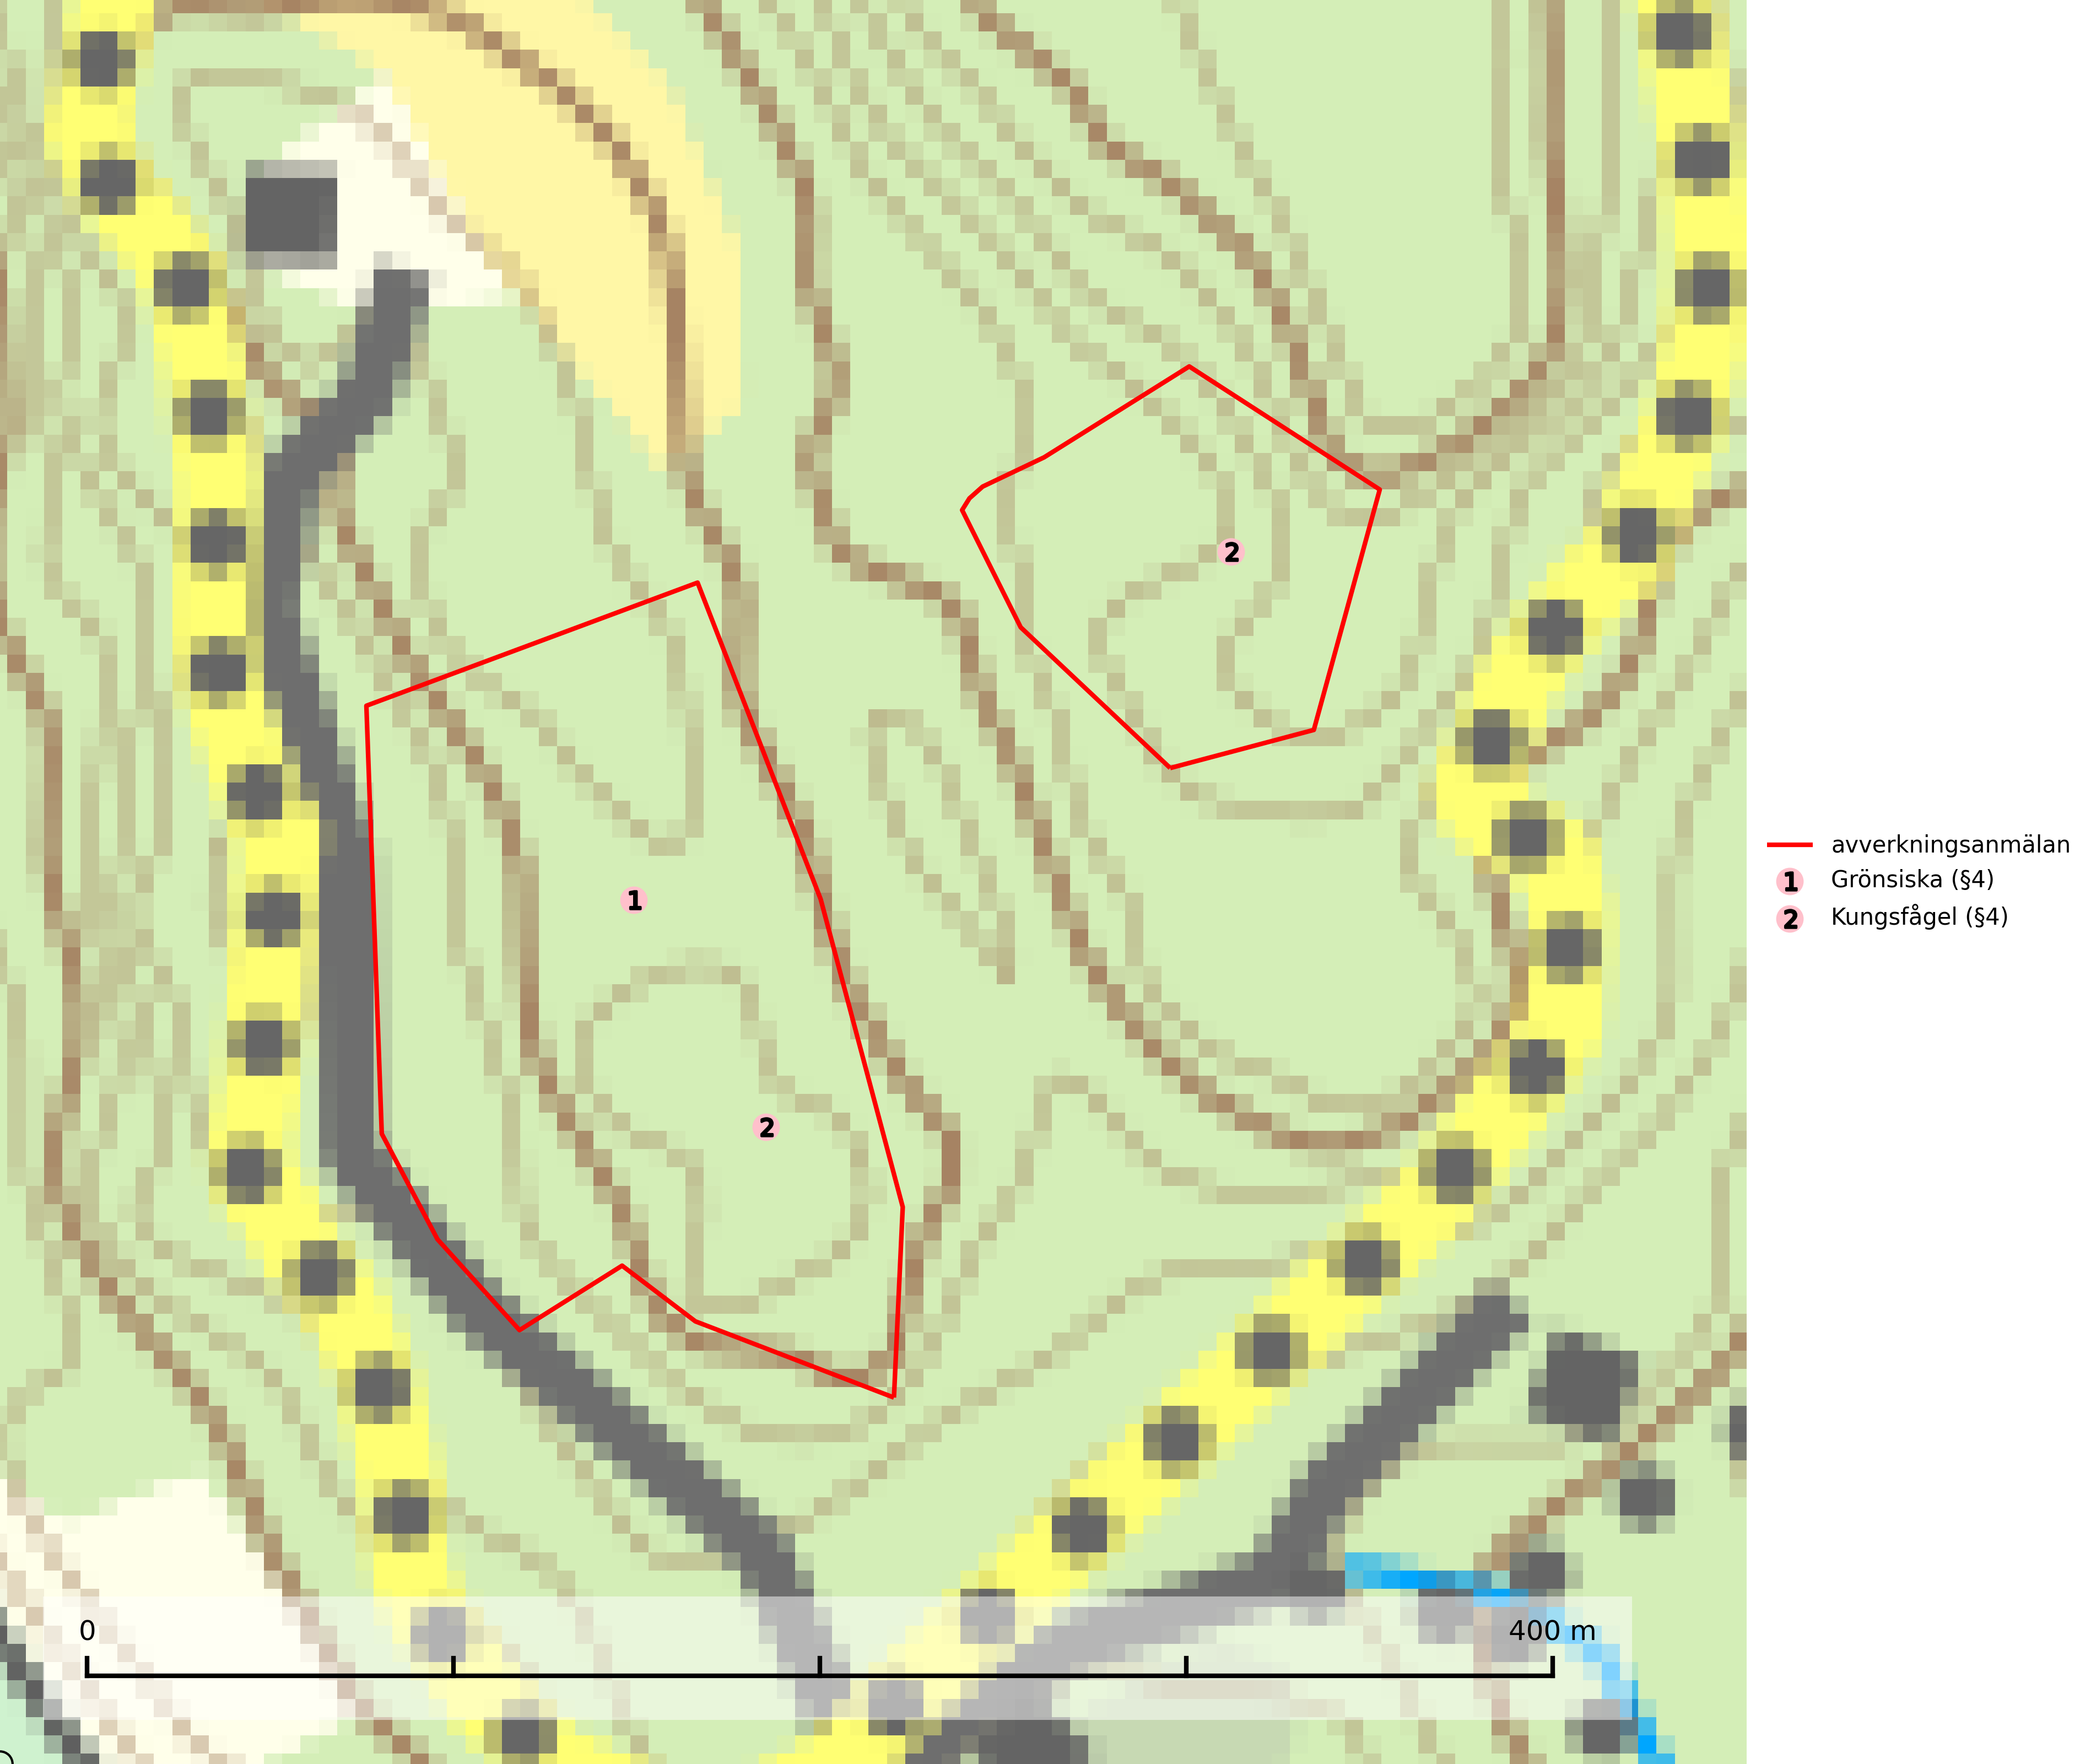 2
1
2
avverkningsanmälan
1 Grönsiska (§4)
2 Kungsfågel (§4)
0 400 m